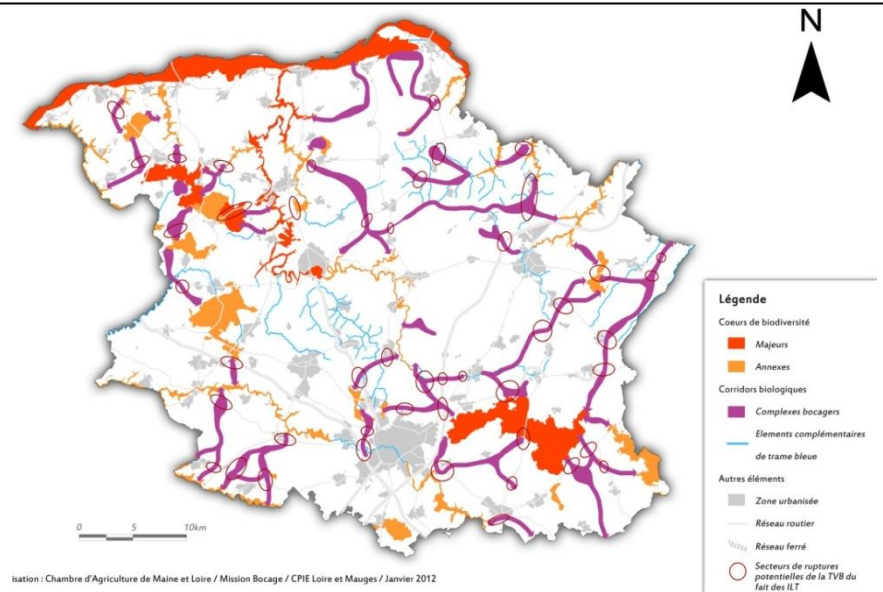 N
Légende
Coeurs de biodiversité
Majeurs
Annexes
Corridors biologiques
Complexes bocagers
Elements complémentaires
de trame bleue
Autres éléments
Zone urbanisée
Réseau routier
Réseau ferré
Secteurs de ruptures
potentielles de la TVB du
fait des ILT
0 5 10km
isation : Chambre d'Agriculture de Maine et Loire / Mission Bocage / CPIE Loire et Mauges / Janvier 2012